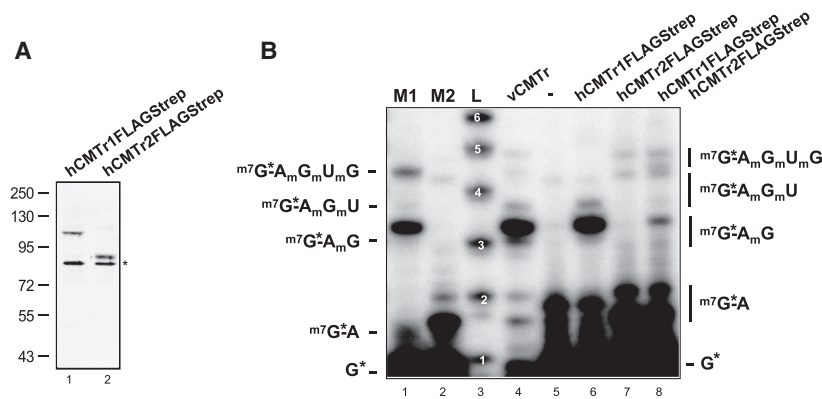 A
hCMTr1FLAGStrep
hCMTr2FLAGStrep
250
130
95
72
55
43
*
1 2
B
M1 M2 L vCMTr - hCMTr1FLAGStrep hCMTr2FLAGStrep hCMTr1FLAGStrep hCMTr2FLAGStrep
m7G*-AmGmUmG
m7G*-AmGmU
m7G*-AmG
m7G*-A
G*
6
5
4
3
2
1
m7G*-AmGmUmG
m7G*-AmGmU
m7G*-AmG
m7G*-A
G*
1 2 3 4 5 6 7 8